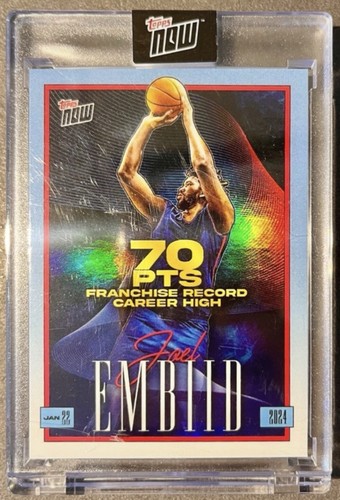 TOPPS
NOW
TOPPS
NOW
70
PTS
FRANCHISE RECORD
CAREER HIGH
Joel
EMBIID
JAN 22
2024